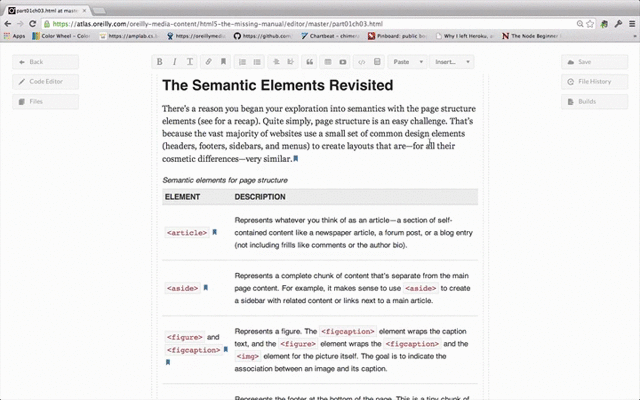 part01ch03.html at maste
https://atlas.oreilly.com/oreilly-media-content/html5-the-missing-manual/editor/master/part01ch03.html
Apps
Color Wheel - Colo
https://amplab.cs.b
https://oreillymedia
https://github.com/
Chartbeat - chimera
Pinboard: public bo
Why I left Heroku, a
The Node Beginner
Back
Code Editor
Files
B I T
Paste
Insert...
Save
File History
Builds
The Semantic Elements Revisited
There's a reason you began your exploration into semantics with the page structure
elements (see for a recap). Quite simply, page structure is an easy challenge. That's
because the vast majority of websites use a small set of common design elements
(headers, footers, sidebars, and menus) to create layouts that are—for all their
cosmetic differences—very similar.
Semantic elements for page structure
ELEMENT DESCRIPTION
<article>
Represents whatever you think of as an article—a section of self-
contained content like a newspaper article, a forum post, or a blog entry
(not including frills like comments or the author bio).
<aside>
Represents a complete chunk of content that's separate from the main
page content. For example, it makes sense to use <aside> to create
a sidebar with related content or links next to a main article.
<figure> and
<figcaption>
Represents a figure. The <figcaption> element wraps the caption
text, and the <figure> element wraps the <figcaption> and the
<img> element for the picture itself. The goal is to indicate the
association between an image and its caption.
Represents the footer at the bottom of the page. This is a tiny chunk of